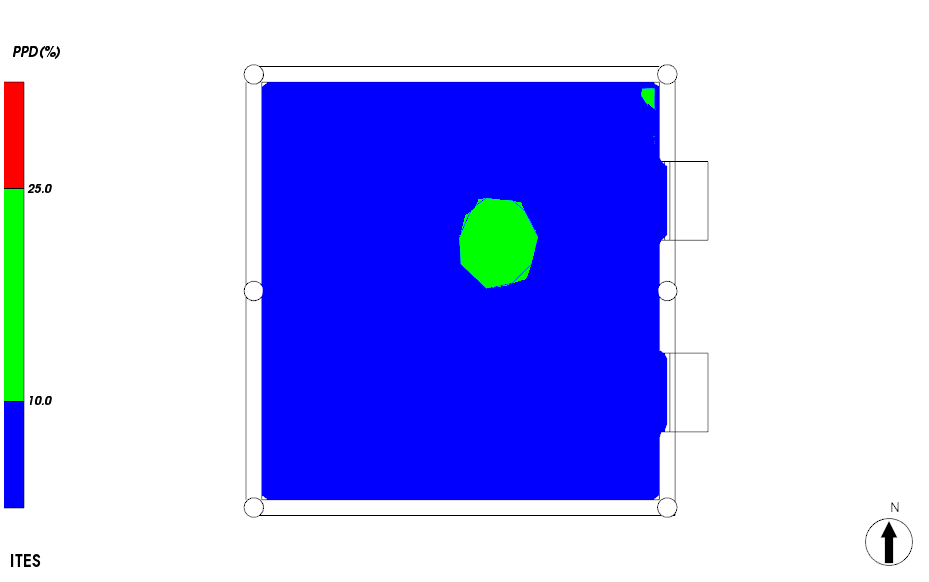 PPD(%)
25.0
10.0
N
ITES